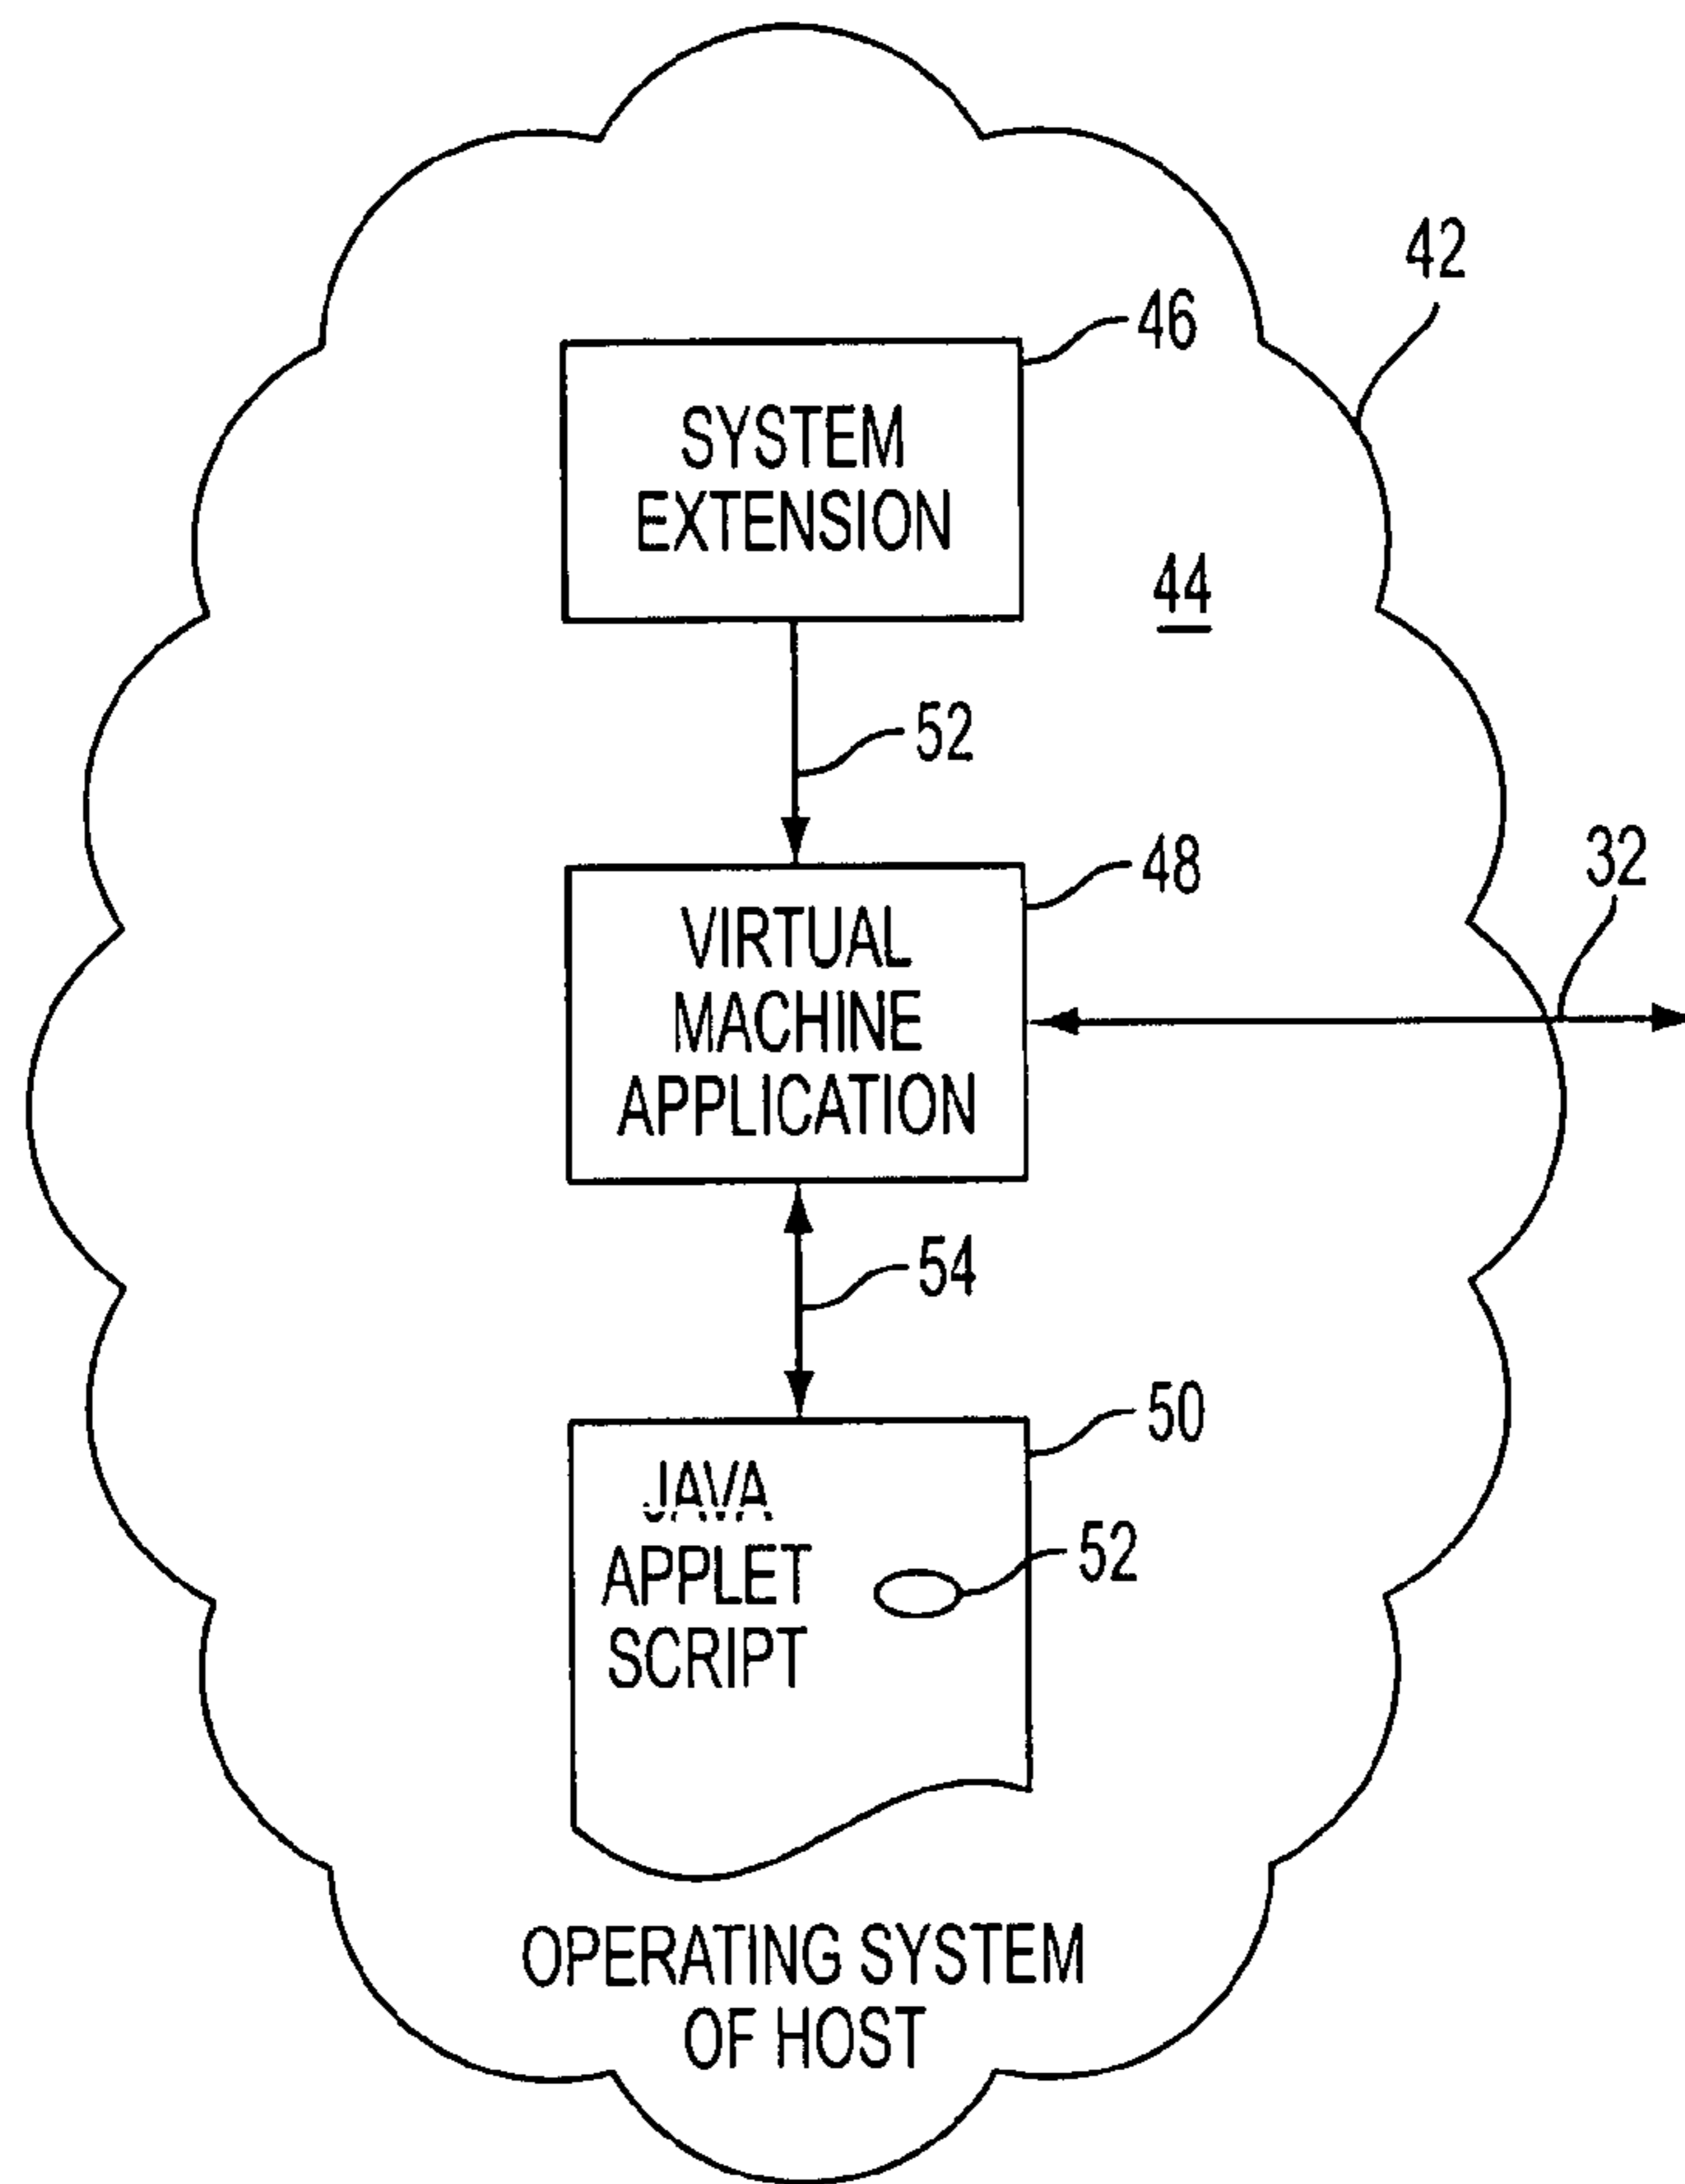 42
46
SYSTEM
EXTENSION
44
52
48
32
VIRTUAL
MACHINE
APPLICATION
54
50
JAVA
APPLET
52
SCRIPT
OPERATING SYSTEM
OF HOST